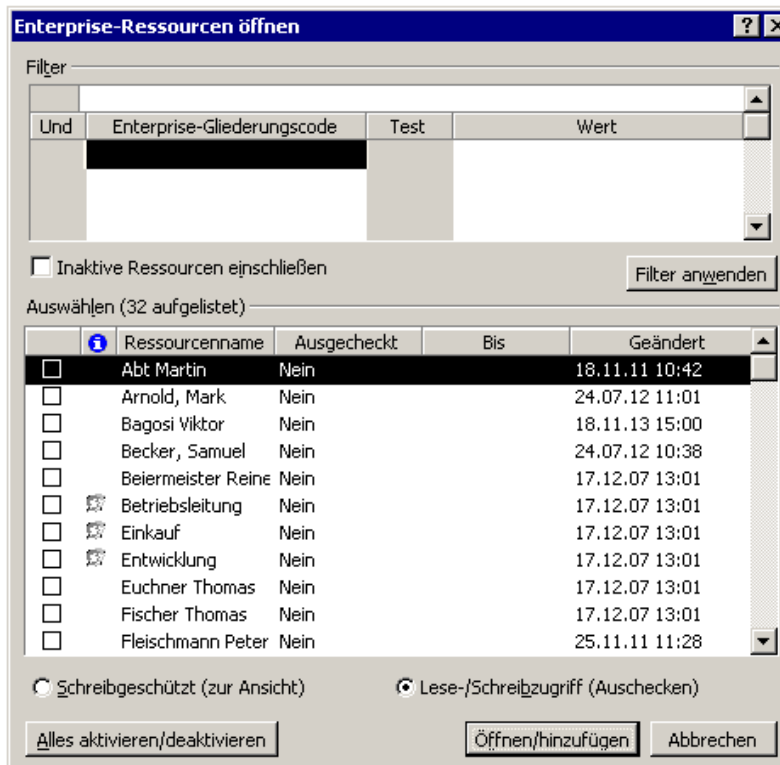 Enterprise-Ressourcen öffnen
Filter
Und Enterprise-Gliederungscode Test Wert
Inaktive Ressourcen einschließen
Filter anwenden
Auswählen (32 aufgelistet)
Ressourcenname Ausgecheckt Bis Geändert
Abt Martin Nein 18.11.11 10:42
Arnold, Mark Nein 24.07.12 11:01
Bagosi Viktor Nein 18.11.13 15:00
Becker, Samuel Nein 24.07.12 10:38
Beiermeister Reine Nein 17.12.07 13:01
Betriebsleitung Nein 17.12.07 13:01
Einkauf Nein 17.12.07 13:01
Entwicklung Nein 17.12.07 13:01
Euchner Thomas Nein 17.12.07 13:01
Fischer Thomas Nein 17.12.07 13:01
Fleischmann Peter Nein 25.11.11 11:28
Schreibgeschützt (zur Ansicht) Lese-/Schreibzugriff (Auschecken)
Alles aktivieren/deaktivieren Öffnen/hinzufügen Abbrechen